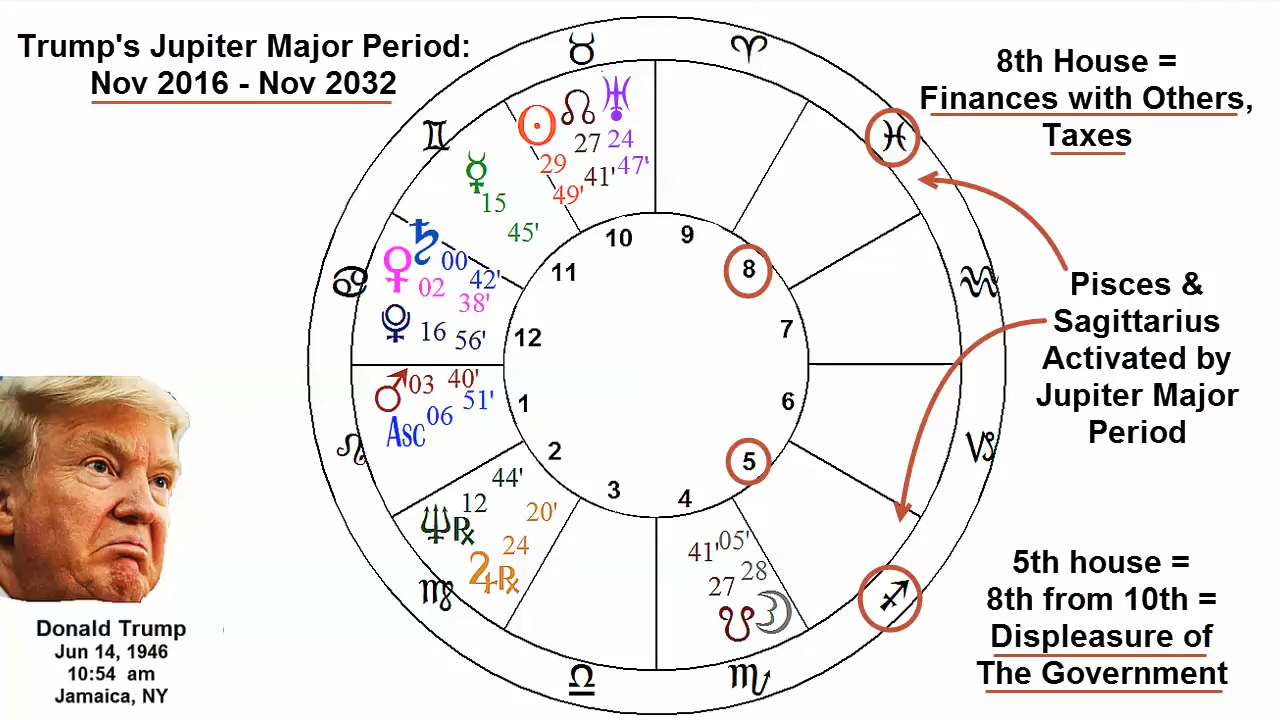 Trump's Jupiter Major Period:
Nov 2016 - Nov 2032
8th House =
Finances with Others,
Taxes
Pisces &
Sagittarius
Activated by
Jupiter Major
Period
5th house =
8th from 10th =
Displeasure of
The Government
♉
♈
♓
♒
♑
♐
♏
♎
♍
♌
♋
♊
☉ 29 49'
☊ 27 41'
♅ 24 47'
☿ 15 45'
♄ 00 42'
♀ 02 38'
♇ 16 56'
♂ 03 40'
Asc 06 51'
♆ ℞ 12 44'
♃ ℞ 24 20'
☋ 27 41'
☽ 28 05'
10
9
8
7
6
5
4
3
2
1
12
11
Donald Trump
Jun 14, 1946
10:54 am
Jamaica, NY